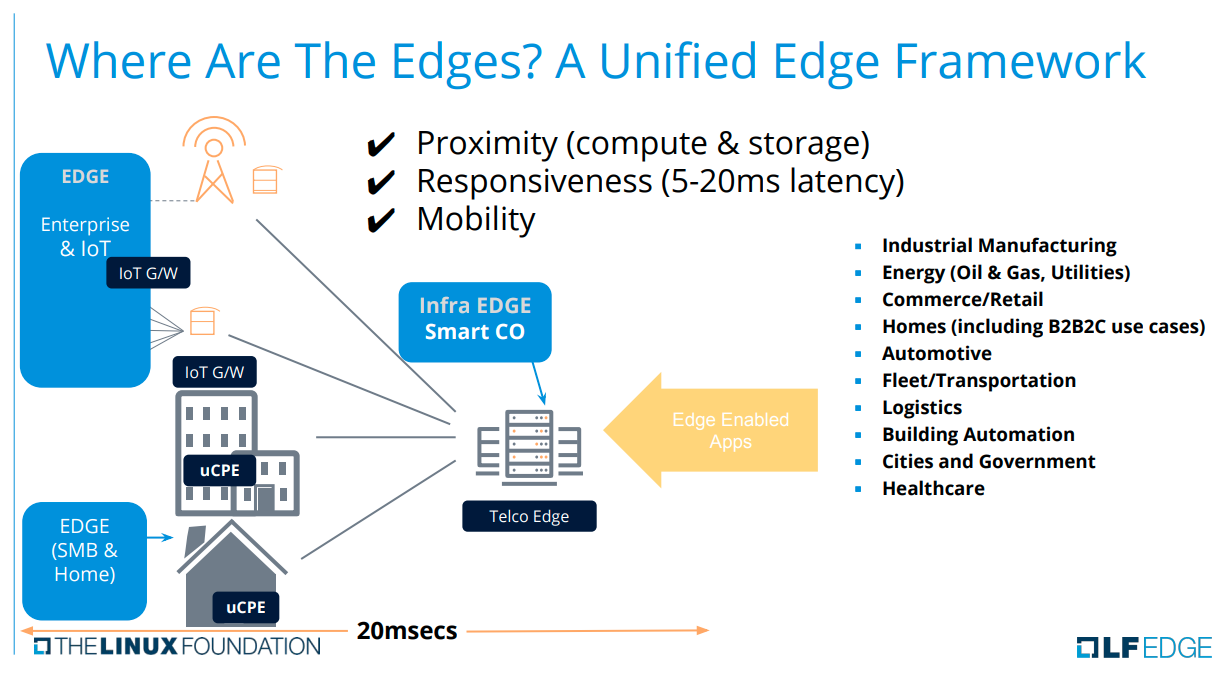 Where Are The Edges? A Unified Edge Framework
✔ Proximity (compute & storage)
✔ Responsiveness (5-20ms latency)
✔ Mobility
EDGE
Enterprise
& IoT
IoT G/W
IoT G/W
uCPE
EDGE
(SMB &
Home)
uCPE
Infra EDGE
Smart CO
Telco Edge
Edge Enabled
Apps
▪ Industrial Manufacturing
▪ Energy (Oil & Gas, Utilities)
▪ Commerce/Retail
▪ Homes (including B2B2C use cases)
▪ Automotive
▪ Fleet/Transportation
▪ Logistics
▪ Building Automation
▪ Cities and Government
▪ Healthcare
20msecs
THE LINUX FOUNDATION
LF EDGE